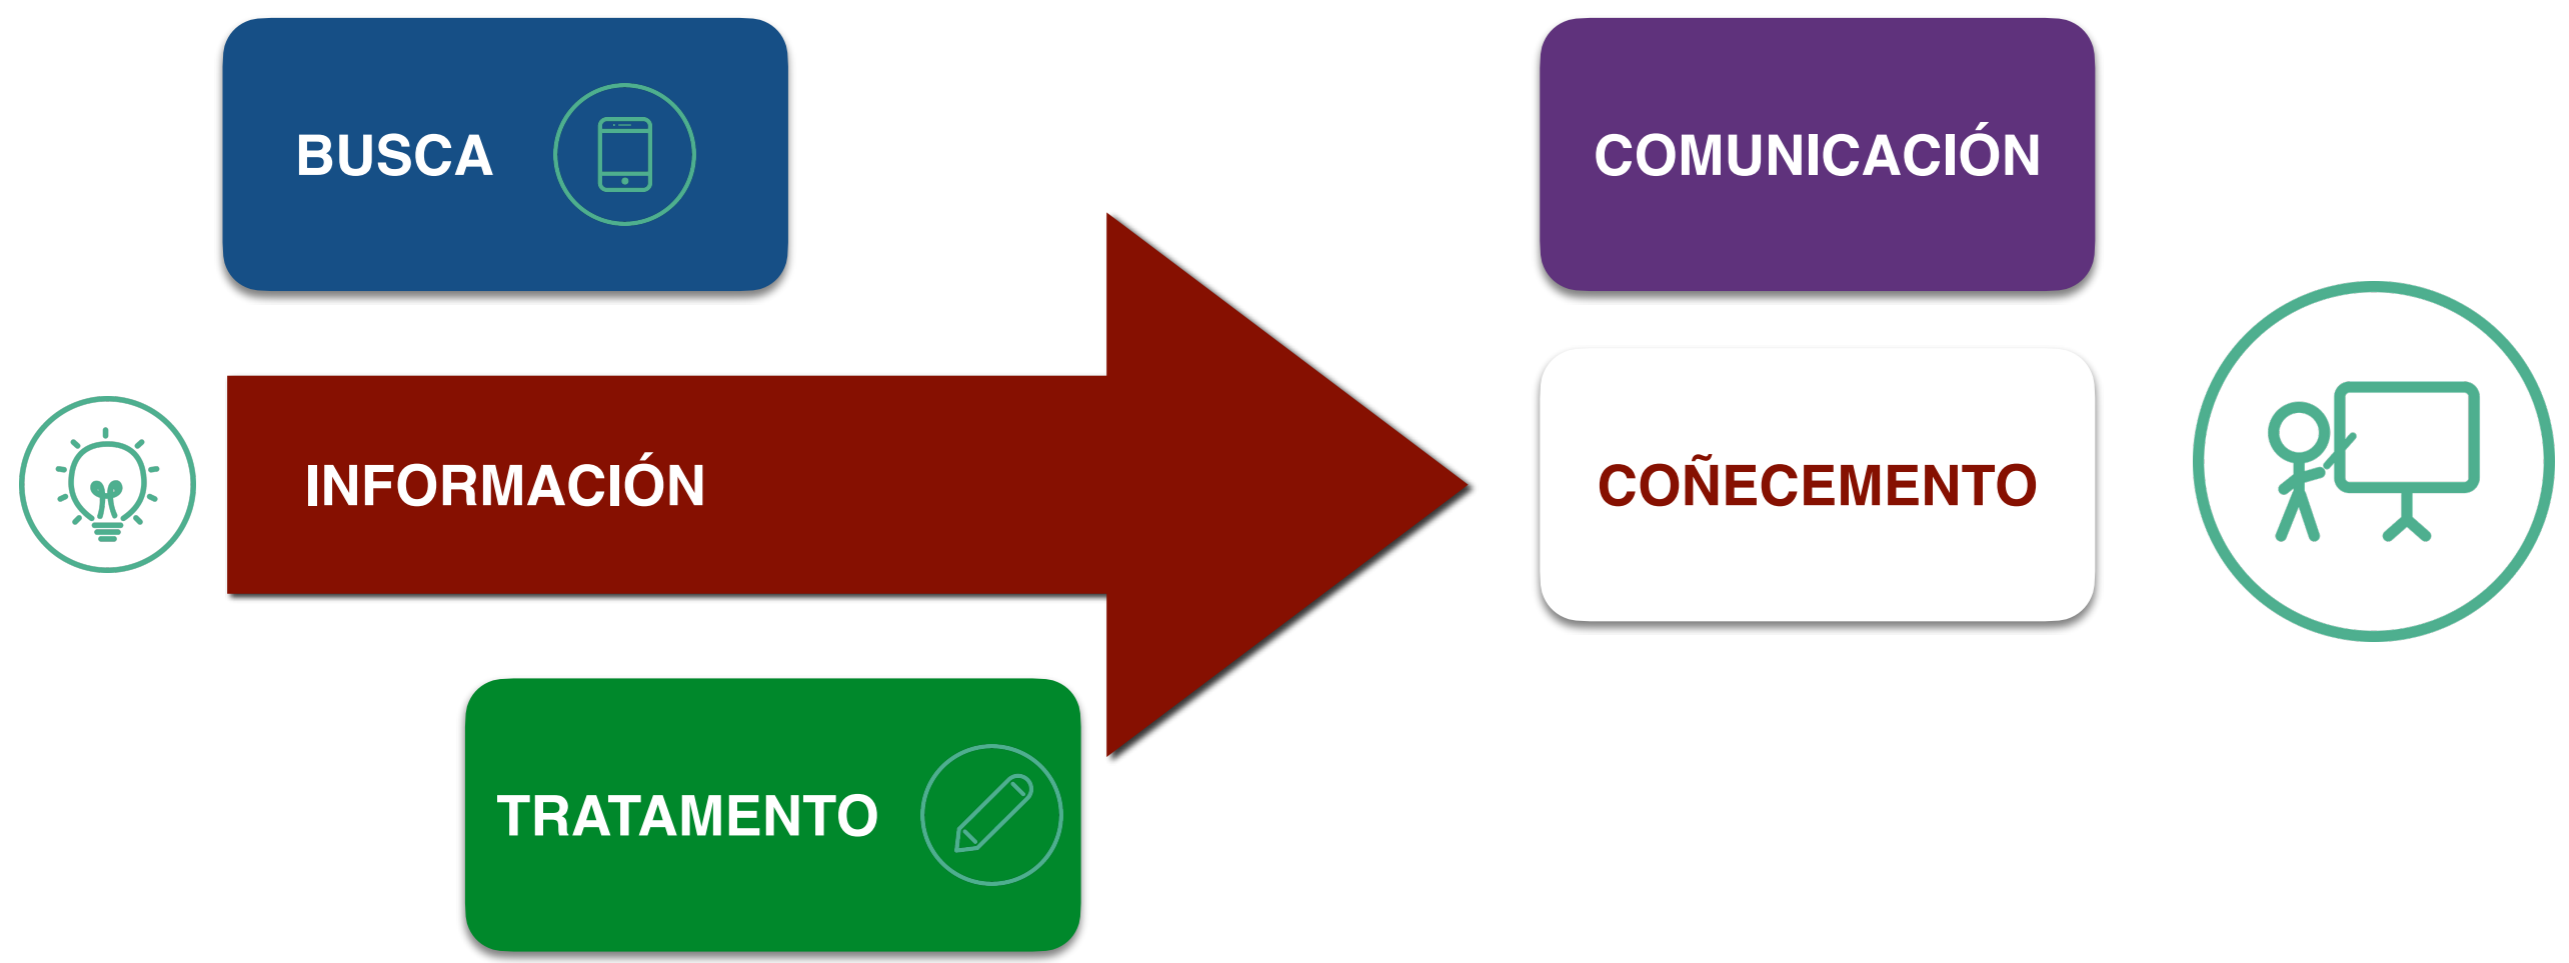 BUSCA
COMUNICACIÓN
INFORMACIÓN
COÑECEMENTO
TRATAMENTO